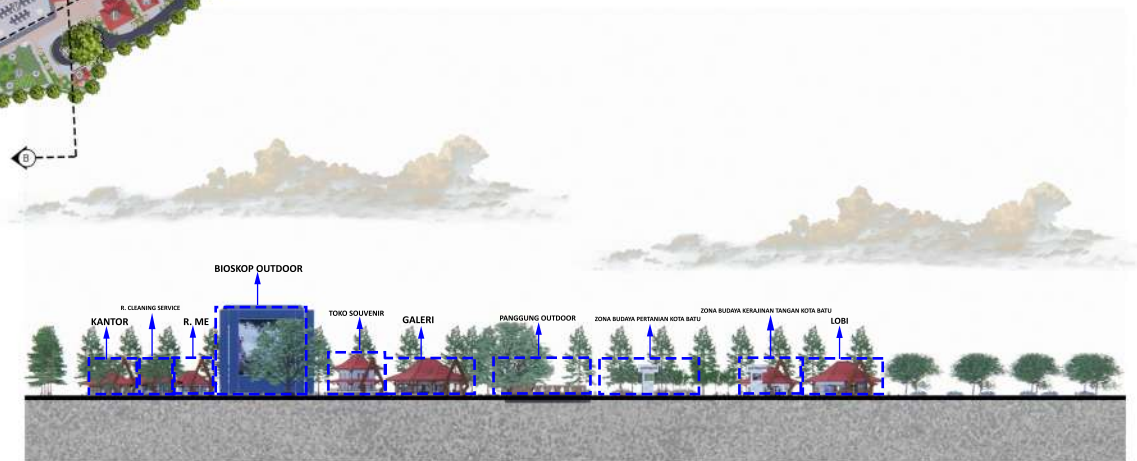 B
BIOSKOP OUTDOOR
KANTOR
R. CLEANING SERVICE
R. ME
TOKO SOUVENIR
GALERI
PANGGUNG OUTDOOR
ZONA BUDAYA PERTANIAN KOTA BATU
ZONA BUDAYA KERAJINAN TANGAN KOTA BATU
LOBI